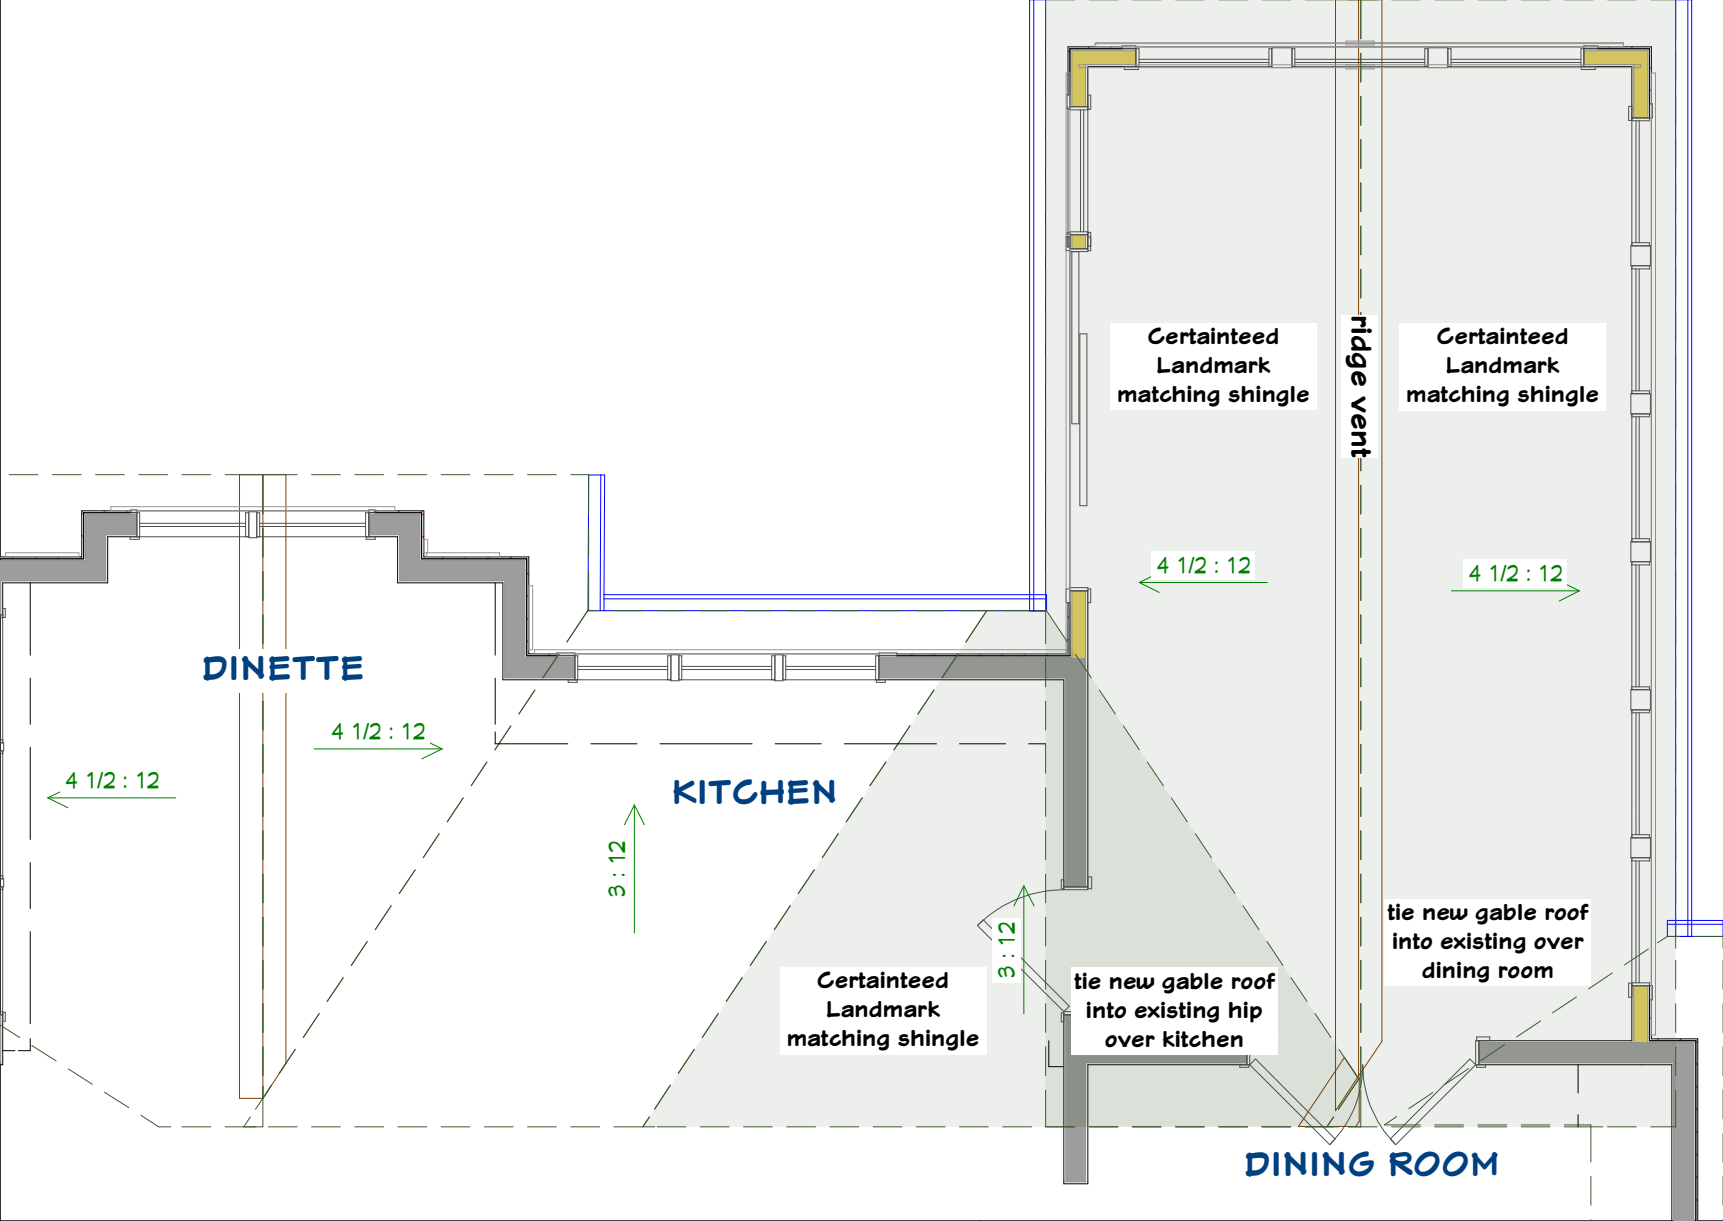 Certainteed
Landmark
matching shingle
ridge vent
Certainteed
Landmark
matching shingle
4 1/2 : 12
4 1/2 : 12
DINETTE
4 1/2 : 12
4 1/2 : 12
KITCHEN
3 : 12
3 : 12
Certainteed
Landmark
matching shingle
tie new gable roof
into existing hip
over kitchen
tie new gable roof
into existing over
dining room
DINING ROOM